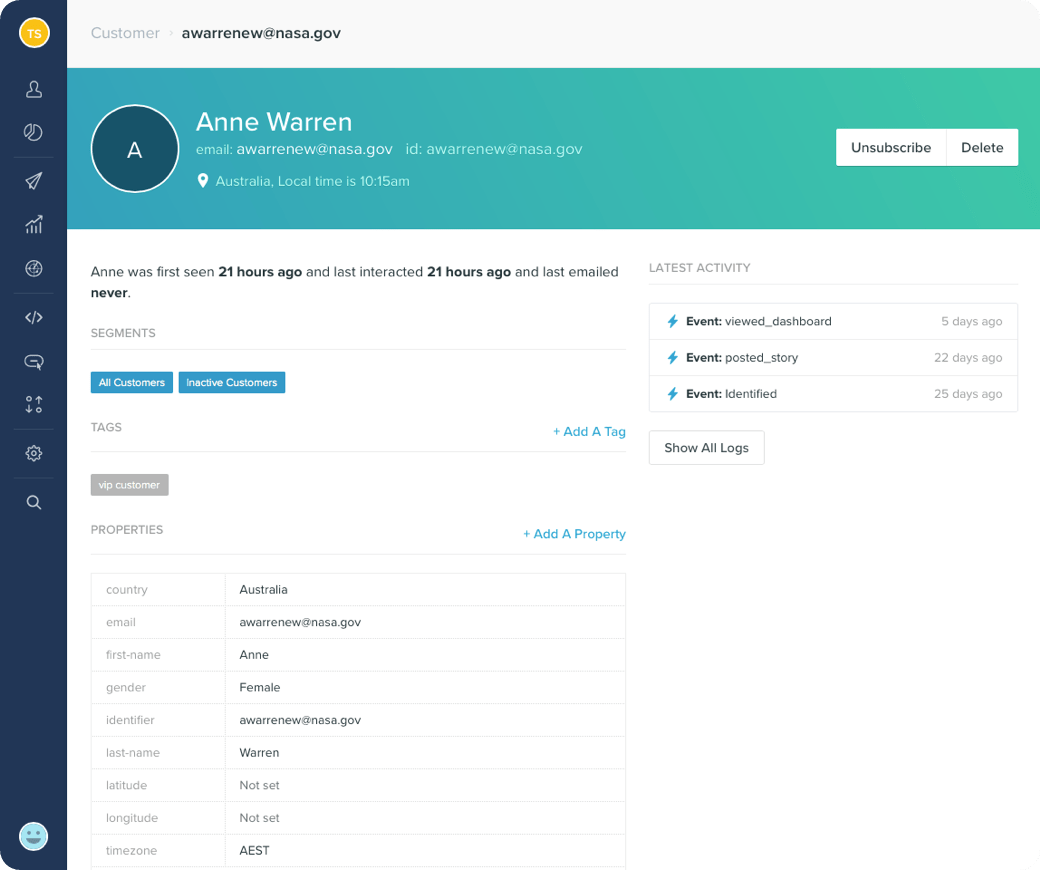 TS
Customer › awarrenew@nasa.gov
A
Anne Warren
email: awarrenew@nasa.gov id: awarrenew@nasa.gov
Australia, Local time is 10:15am
Unsubscribe Delete
Anne was first seen 21 hours ago and last interacted 21 hours ago and last emailed
never.
SEGMENTS
All Customers Inactive Customers
TAGS + Add A Tag
vip customer
PROPERTIES + Add A Property
country Australia
email awarrenew@nasa.gov
first-name Anne
gender Female
identifier awarrenew@nasa.gov
last-name Warren
latitude Not set
longitude Not set
timezone AEST
LATEST ACTIVITY
Event: viewed_dashboard 5 days ago
Event: posted_story 22 days ago
Event: Identified 25 days ago
Show All Logs